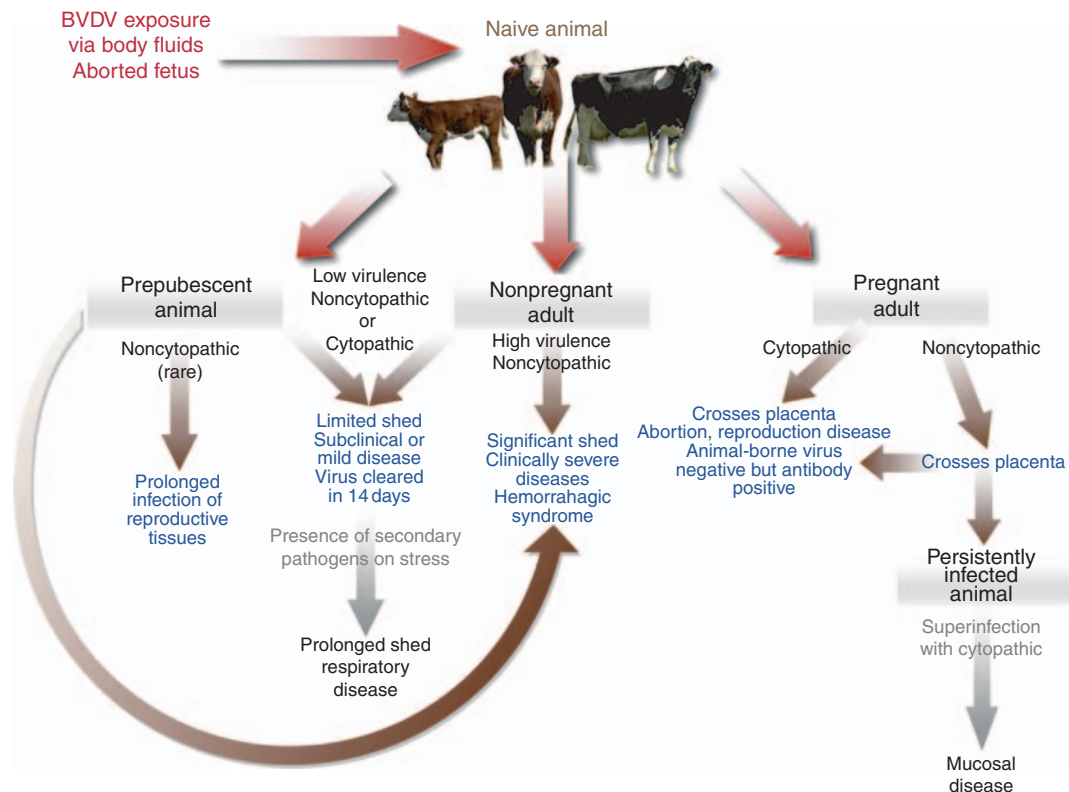 BVDV exposure
via body fluids
Aborted fetus
Naive animal
Prepubescent
animal
Low virulence
Noncytopathic
or
Cytopathic
Nonpregnant
adult
Pregnant
adult
Noncytopathic
(rare)
High virulence
Noncytopathic
Cytopathic
Noncytopathic
Prolonged
infection of
reproductive
tissues
Limited shed
Subclinical or
mild disease
Virus cleared
in 14 days
Significant shed
Clinically severe
diseases
Hemorrahagic
syndrome
Crosses placenta
Abortion, reproduction disease
Animal-borne virus
negative but antibody
positive
Crosses placenta
Presence of secondary
pathogens on stress
Prolonged shed
respiratory
disease
Persistently
infected
animal
Superinfection
with cytopathic
Mucosal
disease